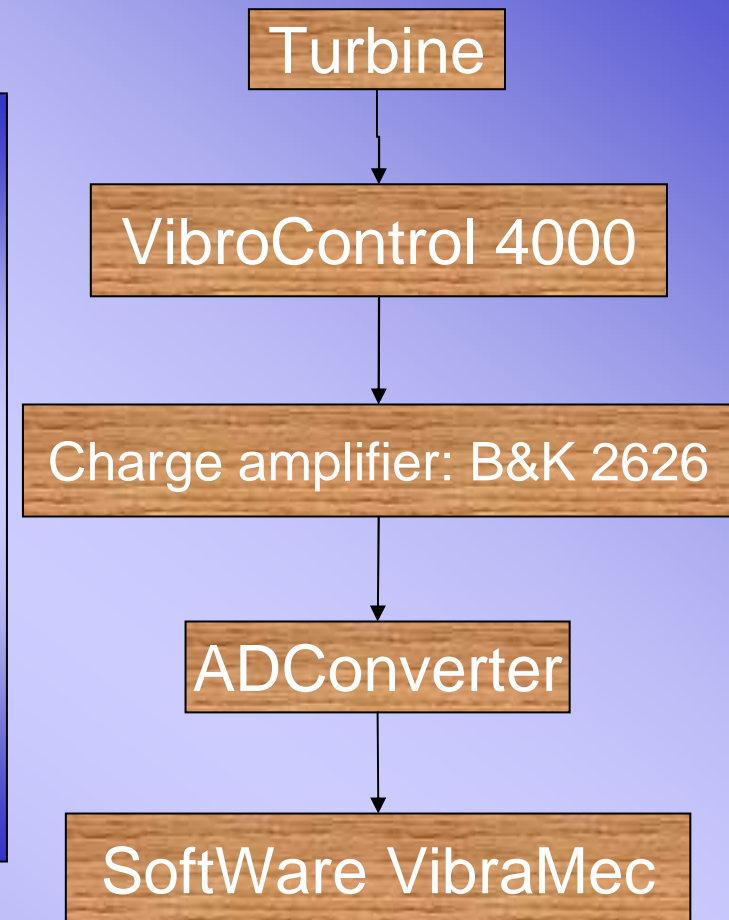 Turbine
VibroControl 4000
Charge amplifier: B&K 2626
ADConverter
SoftWare VibraMec